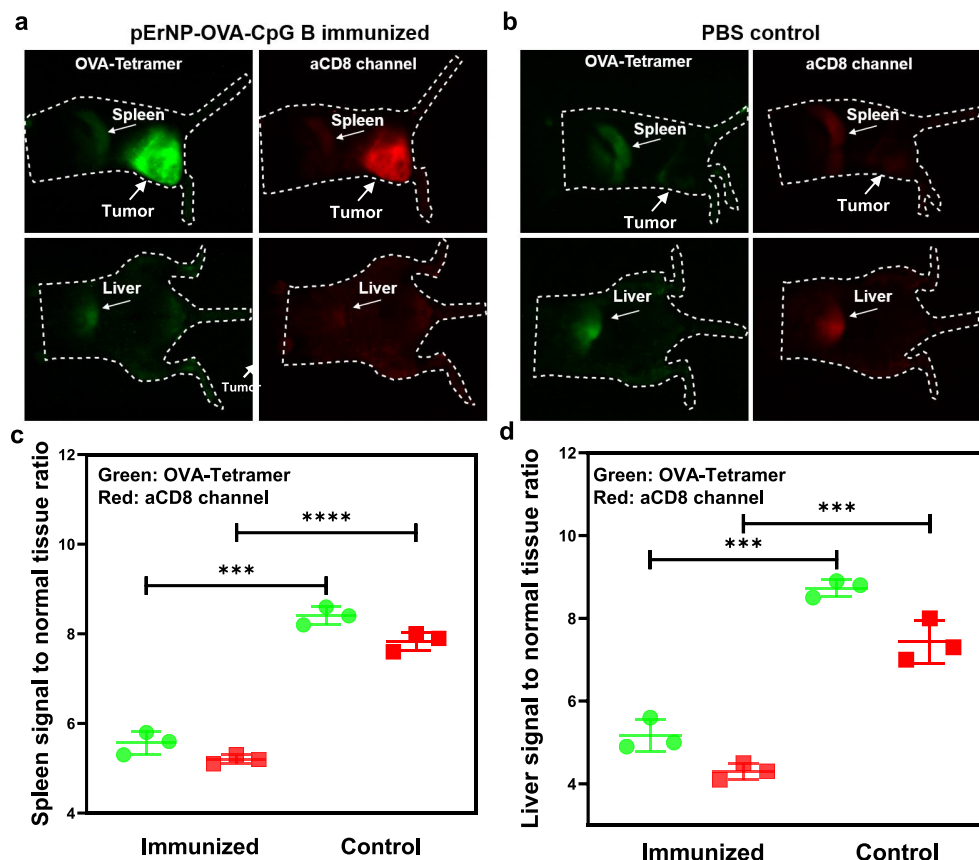 a
pErNP-OVA-CpG B immunized
OVA-Tetramer
aCD8 channel
Spleen
Spleen
Tumor
Tumor
Liver
Liver
Tumor
b
PBS control
OVA-Tetramer
aCD8 channel
Spleen
Spleen
Tumor
Tumor
Liver
Liver
c
Spleen signal to normal tissue ratio
12
10
8
6
4
Green: OVA-Tetramer
Red: aCD8 channel
****
***
Immunized
Control
d
Liver signal to normal tissue ratio
12
10
8
6
4
Green: OVA-Tetramer
Red: aCD8 channel
***
***
Immunized
Control